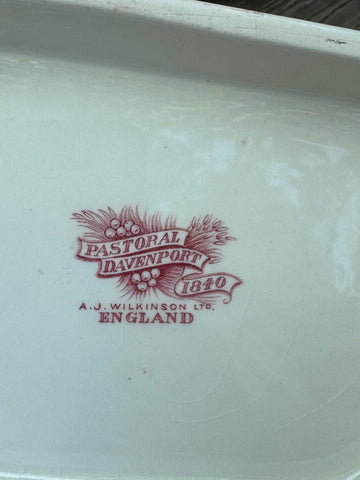 PASTORAL
DAVENPORT
1840
A.J. WILKINSON LTD.
ENGLAND